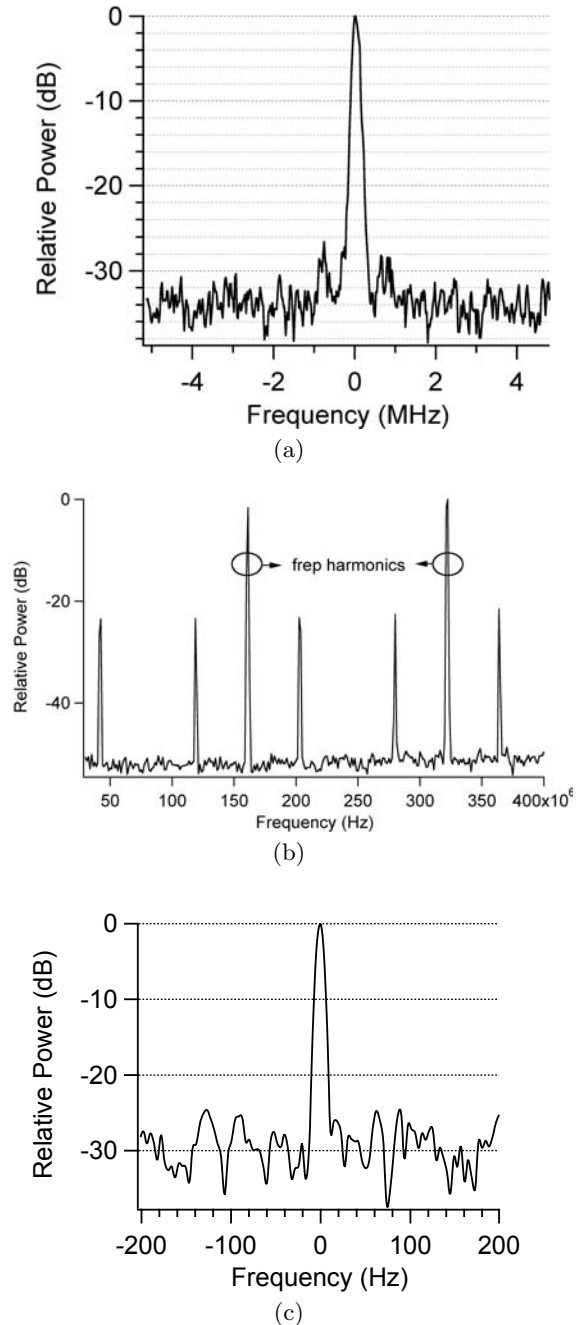 0
-10
-20
-30
Relative Power (dB)
-4 -2 0 2 4
Frequency (MHz)
(a)
0
-20
-40
Relative Power (dB)
frep harmonics
50 100 150 200 250 300 350 400x10⁶
Frequency (Hz)
(b)
0
-10
-20
-30
Relative Power (dB)
-200 -100 0 100 200
Frequency (Hz)
(c)